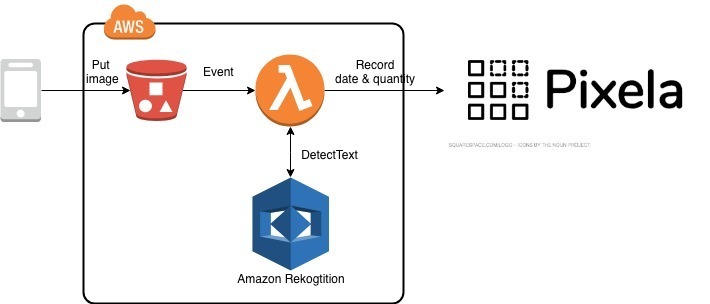 AWS
Put
image
Event
Record
date & quantity
Pixela
SQUARESPACE.COM/LOGO - ICONS BY THE NOUN PROJECT
DetectText
Amazon Rekogtition